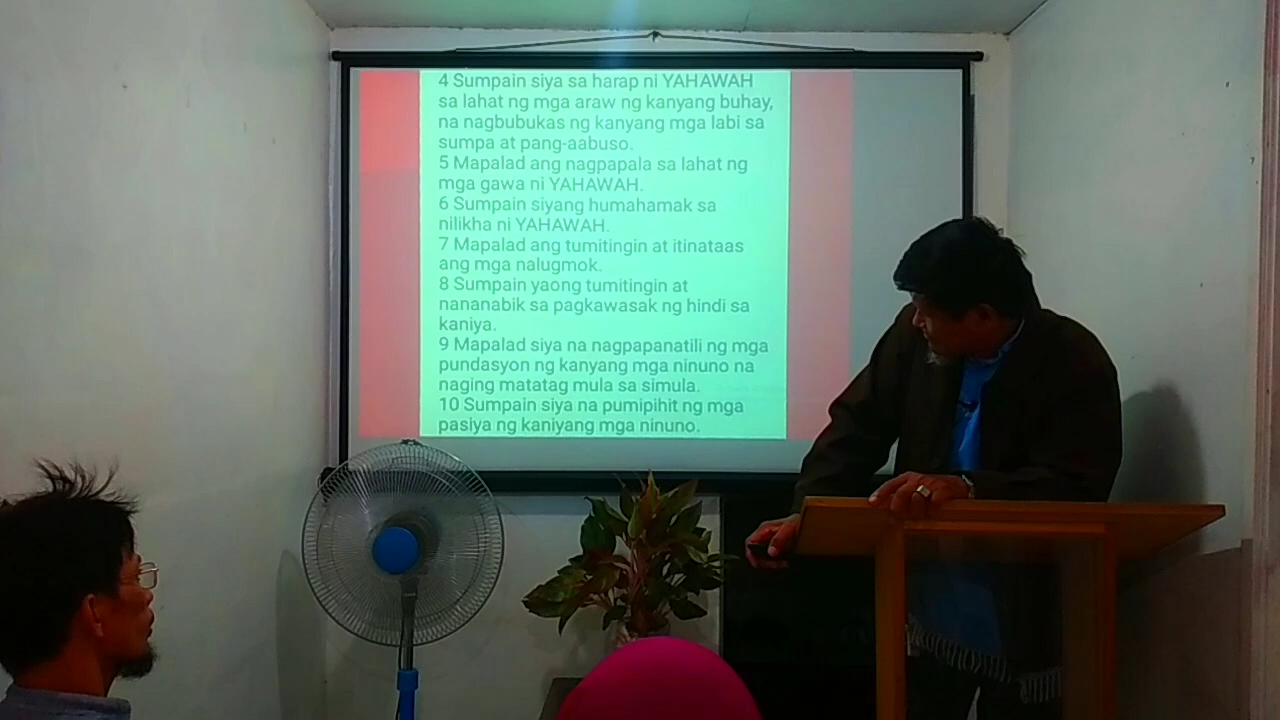 4 Sumpain siya sa harap ni YAHAWAH
sa lahat ng mga araw ng kanyang buhay,
na nagbubukas ng kanyang mga labi sa
sumpa at pang-aabuso.
5 Mapalad ang nagpapala sa lahat ng
mga gawa ni YAHAWAH.
6 Sumpain siyang humahamak sa
nilikha ni YAHAWAH.
7 Mapalad ang tumitingin at itinataas
ang mga nalugmok.
8 Sumpain yaong tumitingin at
nananabik sa pagkawasak ng hindi sa
kaniya.
9 Mapalad siya na nagpapanatili ng mga
pundasyon ng kanyang mga ninuno na
naging matatag mula sa simula.
10 Sumpain siya na pumipihit ng mga
pasiya ng kaniyang mga ninuno.